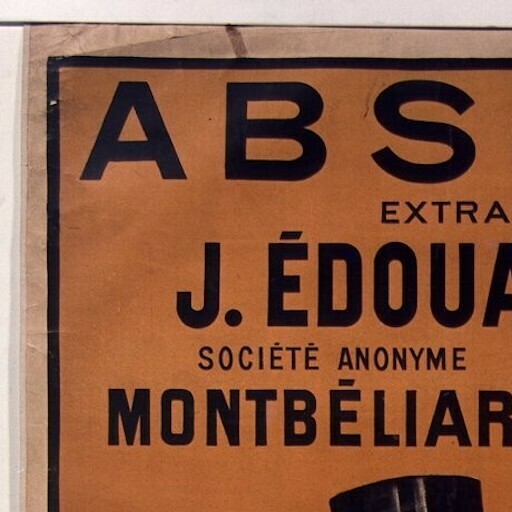 ABS
EXTRA
J. ÉDOUA
SOCIÉTÉ ANONYME
MONTBÉLIAR